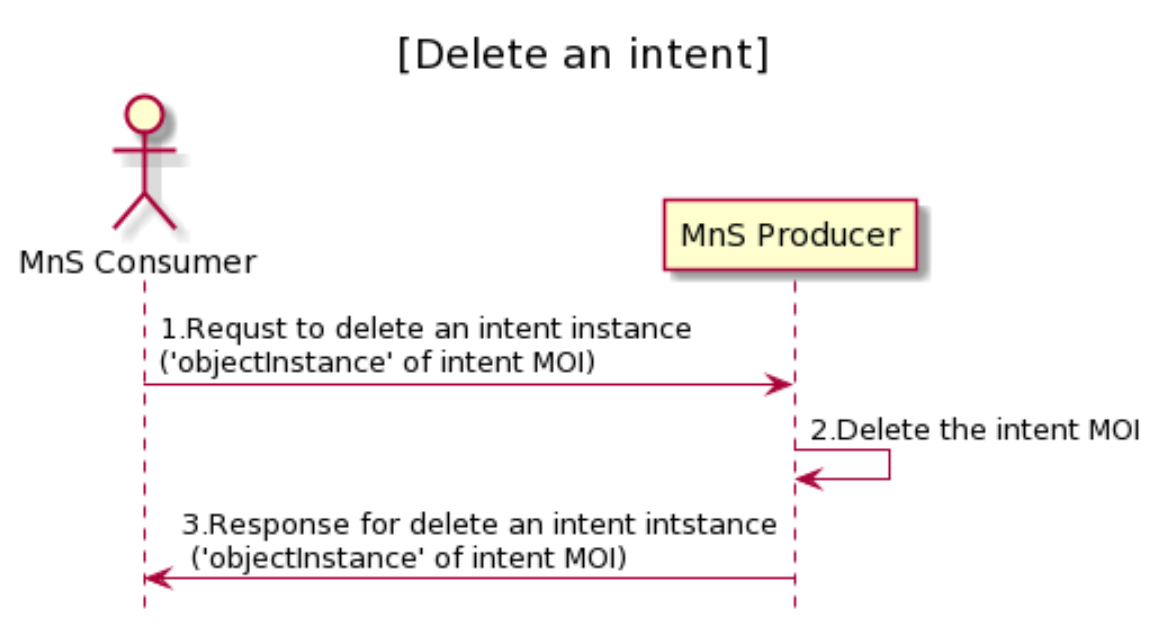 [Delete an intent]
MnS Consumer
MnS Producer
1.Requst to delete an intent instance
('objectInstance' of intent MOI)
2.Delete the intent MOI
3.Response for delete an intent intstance
('objectInstance' of intent MOI)